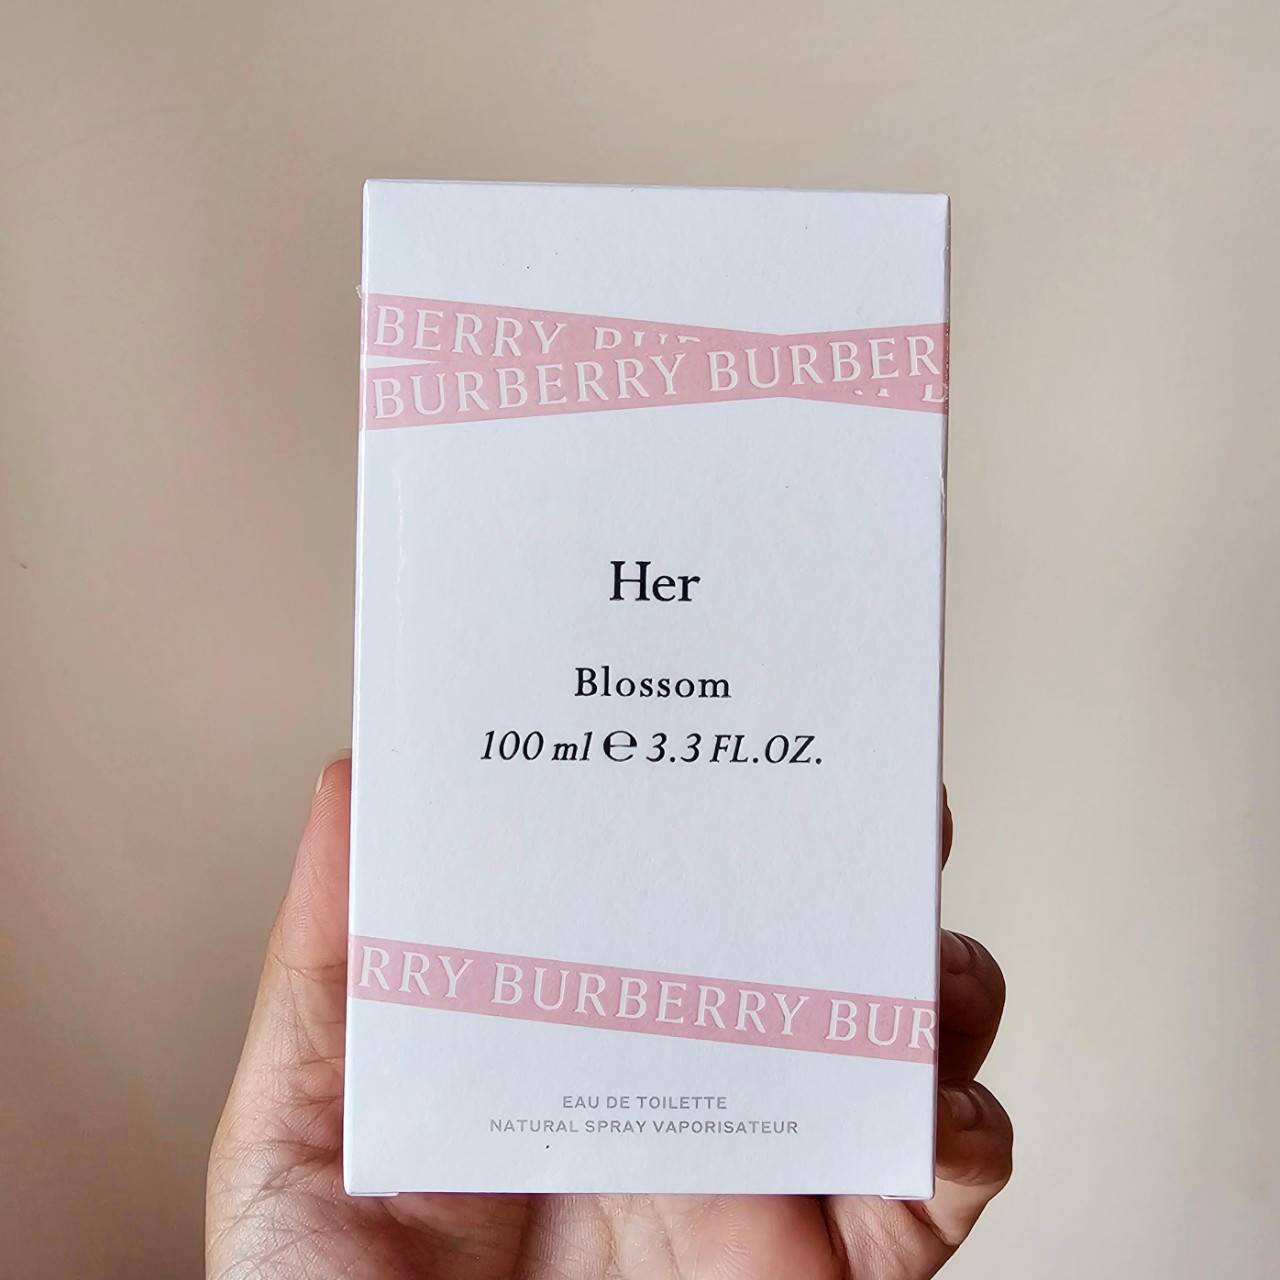 BERRY
BURBERRY BURBER
Her
Blossom
100 ml ℮ 3.3 FL.OZ.
RRY BURBERRY BUR
EAU DE TOILETTE
NATURAL SPRAY VAPORISATEUR